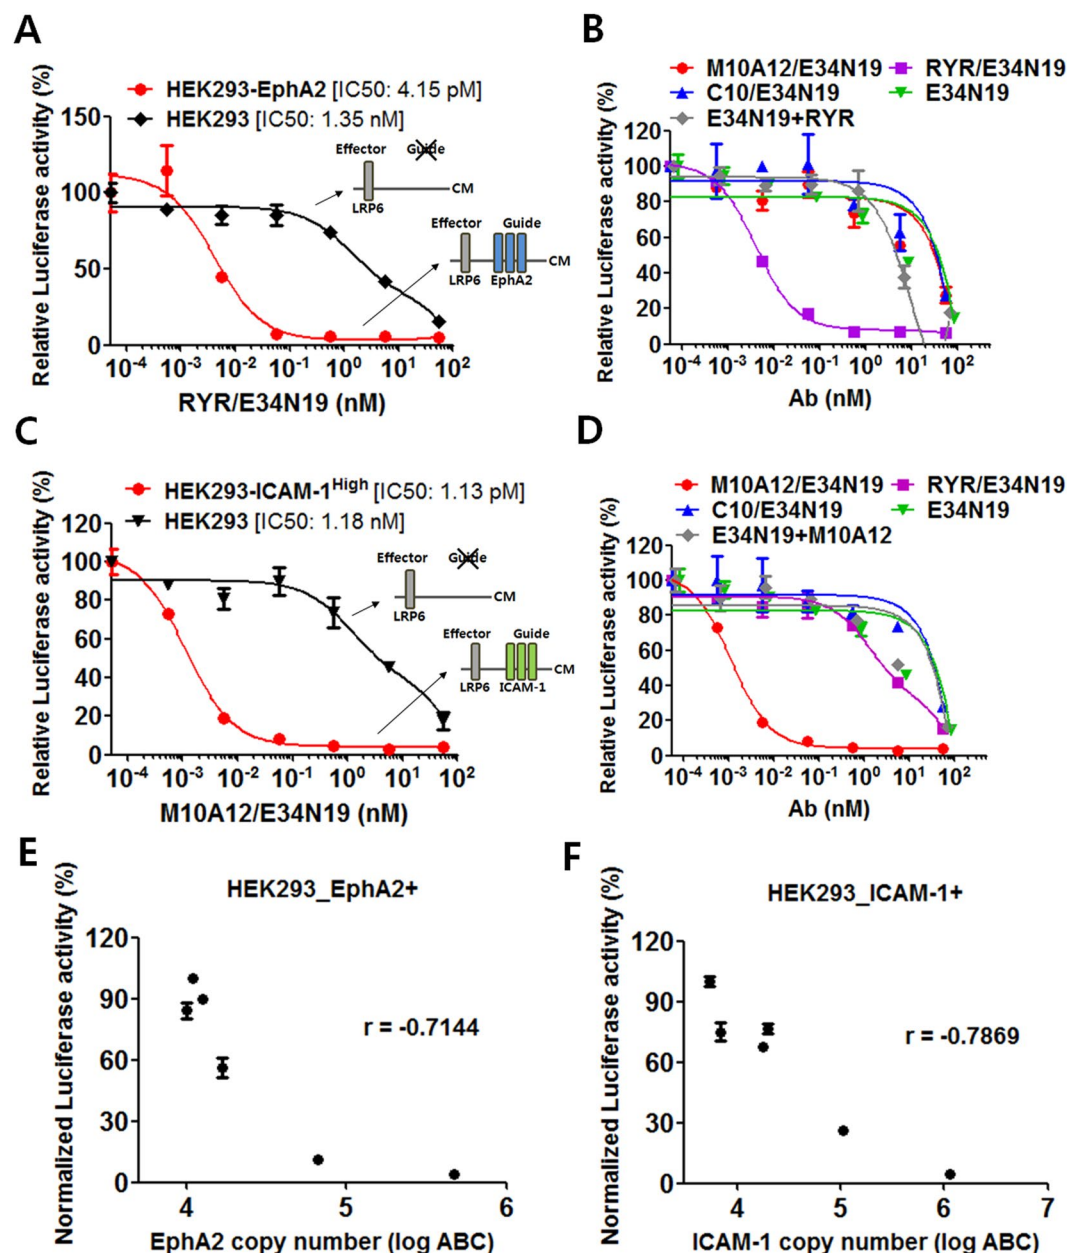 A
Relative Luciferase activity (%)
HEK293-EphA2 [IC50: 4.15 pM]
HEK293 [IC50: 1.35 nM]
150
100
50
0
Effector Guide
CM
LRP6
Effector Guide
CM
LRP6 EphA2
10-4 10-3 10-2 10-1 100 101 102
RYR/E34N19 (nM)
B
Relative Luciferase activity (%)
M10A12/E34N19 RYR/E34N19
C10/E34N19 E34N19
E34N19+RYR
120
100
80
60
40
20
0
10-4 10-3 10-2 10-1 100 101 102
Ab (nM)
C
Relative Luciferase activity (%)
HEK293-ICAM-1High [IC50: 1.13 pM]
HEK293 [IC50: 1.18 nM]
120
100
80
60
40
20
0
Effector Guide
CM
LRP6
Effector Guide
CM
LRP6 ICAM-1
10-4 10-3 10-2 10-1 100 101 102
M10A12/E34N19 (nM)
D
Relative Luciferase activity (%)
M10A12/E34N19 RYR/E34N19
C10/E34N19 E34N19
E34N19+M10A12
120
100
80
60
40
20
0
10-4 10-3 10-2 10-1 100 101 102
Ab (nM)
E
Normalized Luciferase activity (%)
HEK293_EphA2+
120
90
60
30
0
r = -0.7144
4 5 6
EphA2 copy number (log ABC)
F
Normalized Luciferase activity (%)
HEK293_ICAM-1+
120
90
60
30
0
r = -0.7869
4 5 6 7
ICAM-1 copy number (log ABC)